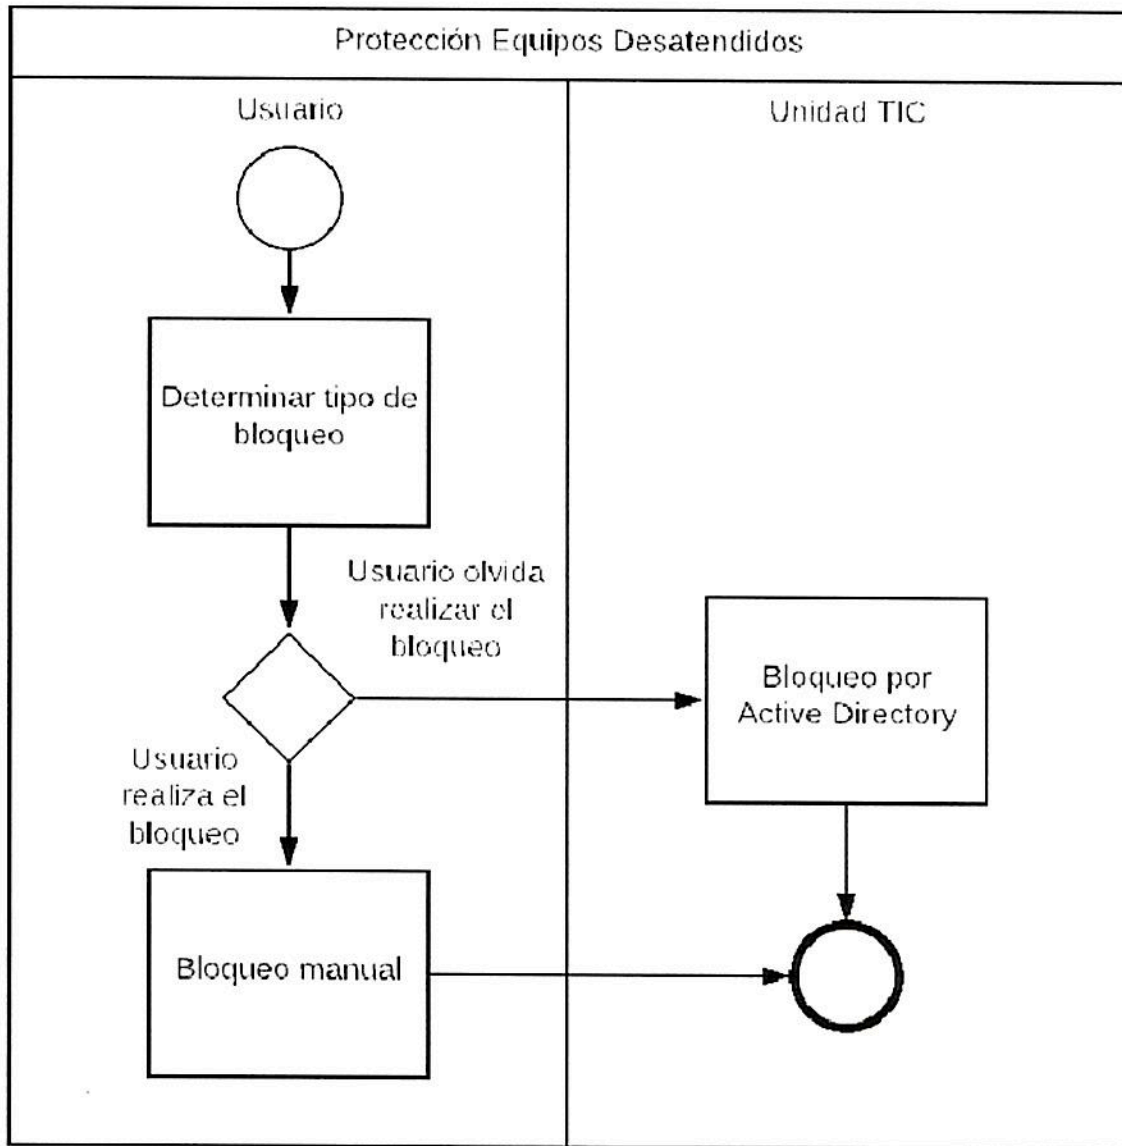 Protección Equipos Desatendidos
Usuario
Unidad TIC
Determinar tipo de
bloqueo
Usuario olvida
realizar el
bloqueo
Bloqueo por
Active Directory
Usuario
realiza el
bloqueo
Bloqueo manual